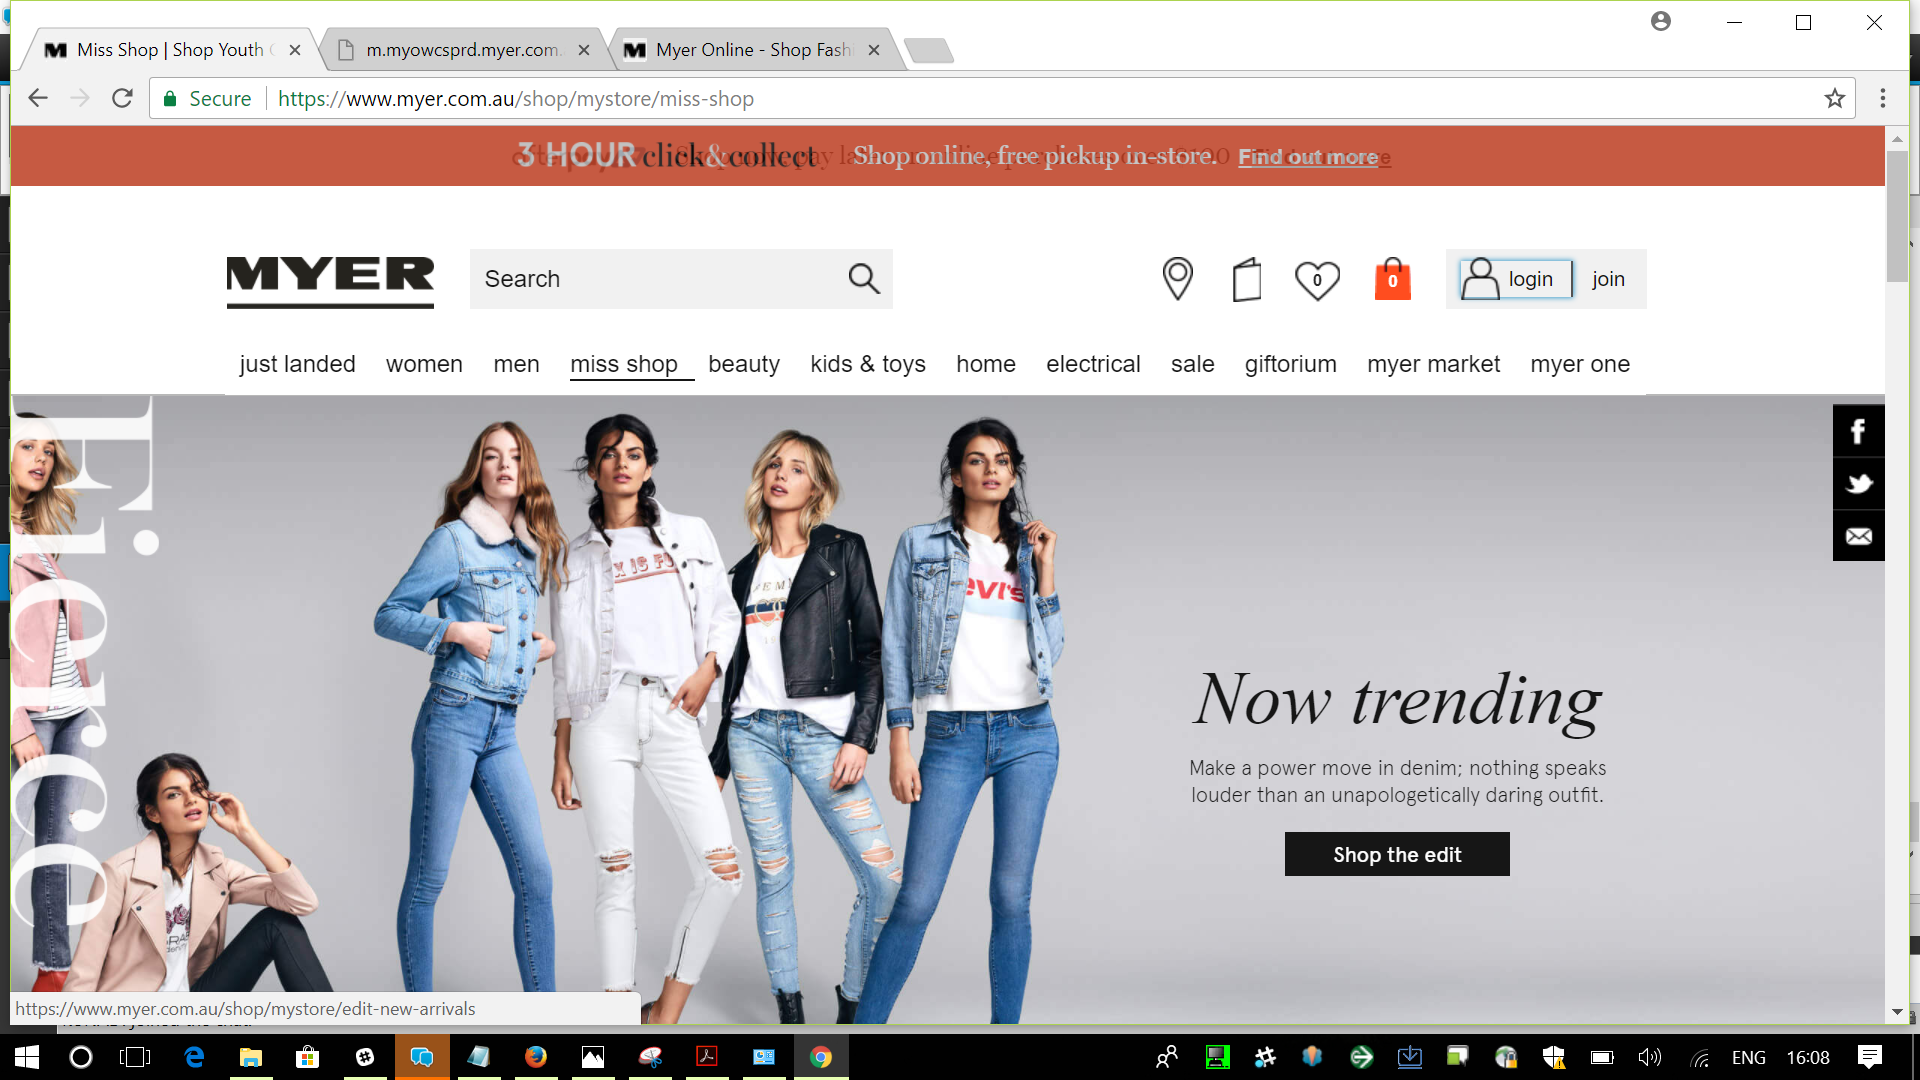 Miss Shop | Shop Youth
m.myowcsprd.myer.com.
Myer Online - Shop Fash
Secure
https://www.myer.com.au/shop/mystore/miss-shop
3 HOUR click&collect Shop online, free pickup in-store. Find out more
MYER
Search
0
0
login
join
just landed
women
men
miss shop
beauty
kids & toys
home
electrical
sale
giftorium
myer market
myer one
Fierce
evi's
Now trending
Make a power move in denim; nothing speaks
louder than an unapologetically daring outfit.
Shop the edit
https://www.myer.com.au/shop/mystore/edit-new-arrivals
ENG
16:08